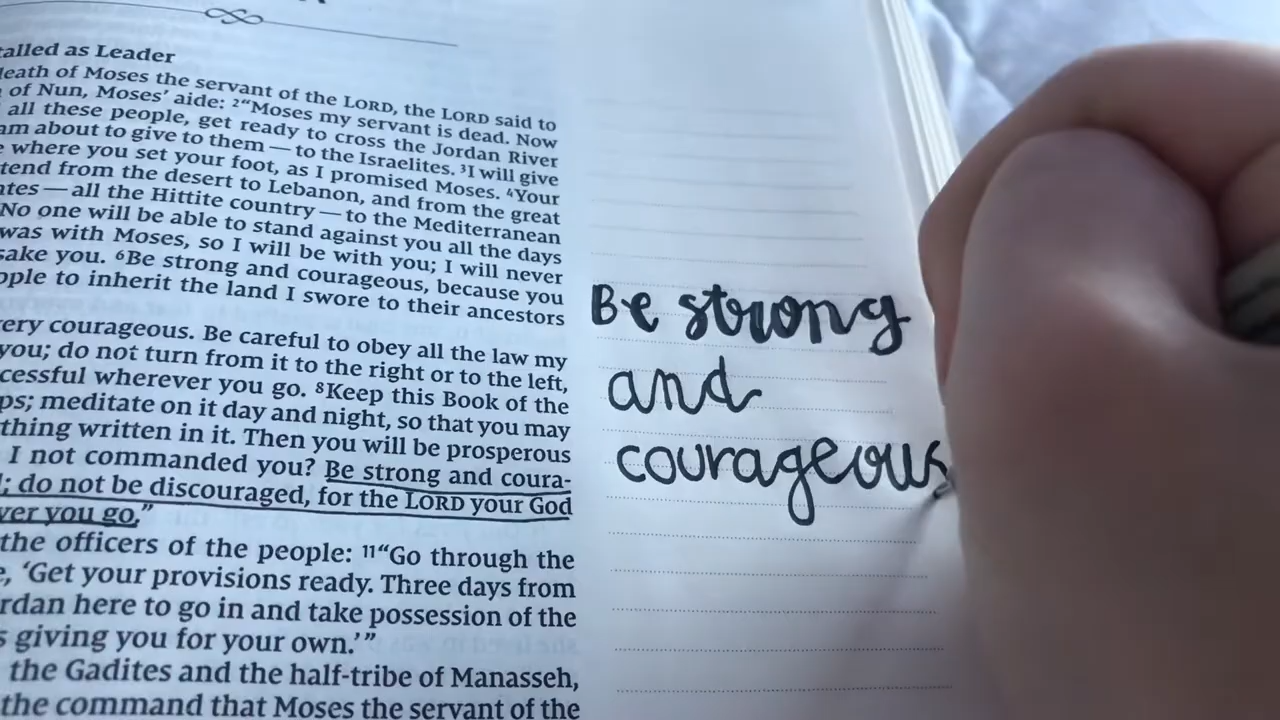 alled as Leader
death of Moses the servant of the LORD, the LORD said to
of Nun, Moses’ aide: 2“Moses my servant is dead. Now
all these people, get ready to cross the Jordan River
am about to give to them—to the Israelites. 3I will give
where you set your foot, as I promised Moses. 4Your
tend from the desert to Lebanon, and from the great
ates—all the Hittite country—to the Mediterranean
No one will be able to stand against you all the days
was with Moses, so I will be with you; I will never
sake you. 6Be strong and courageous, because you
ople to inherit the land I swore to their ancestors
very courageous. Be careful to obey all the law my
you; do not turn from it to the right or to the left,
cessful wherever you go. 8Keep this Book of the
ps; meditate on it day and night, so that you may
thing written in it. Then you will be prosperous
I not commanded you? Be strong and coura-
; do not be discouraged, for the LORD your God
ver you go.”
the officers of the people: 11“Go through the
, ‘Get your provisions ready. Three days from
rdan here to go in and take possession of the
s giving you for your own.’”
the Gadites and the half-tribe of Manasseh,
the command that Moses the servant of the
Be strong
and
courageous